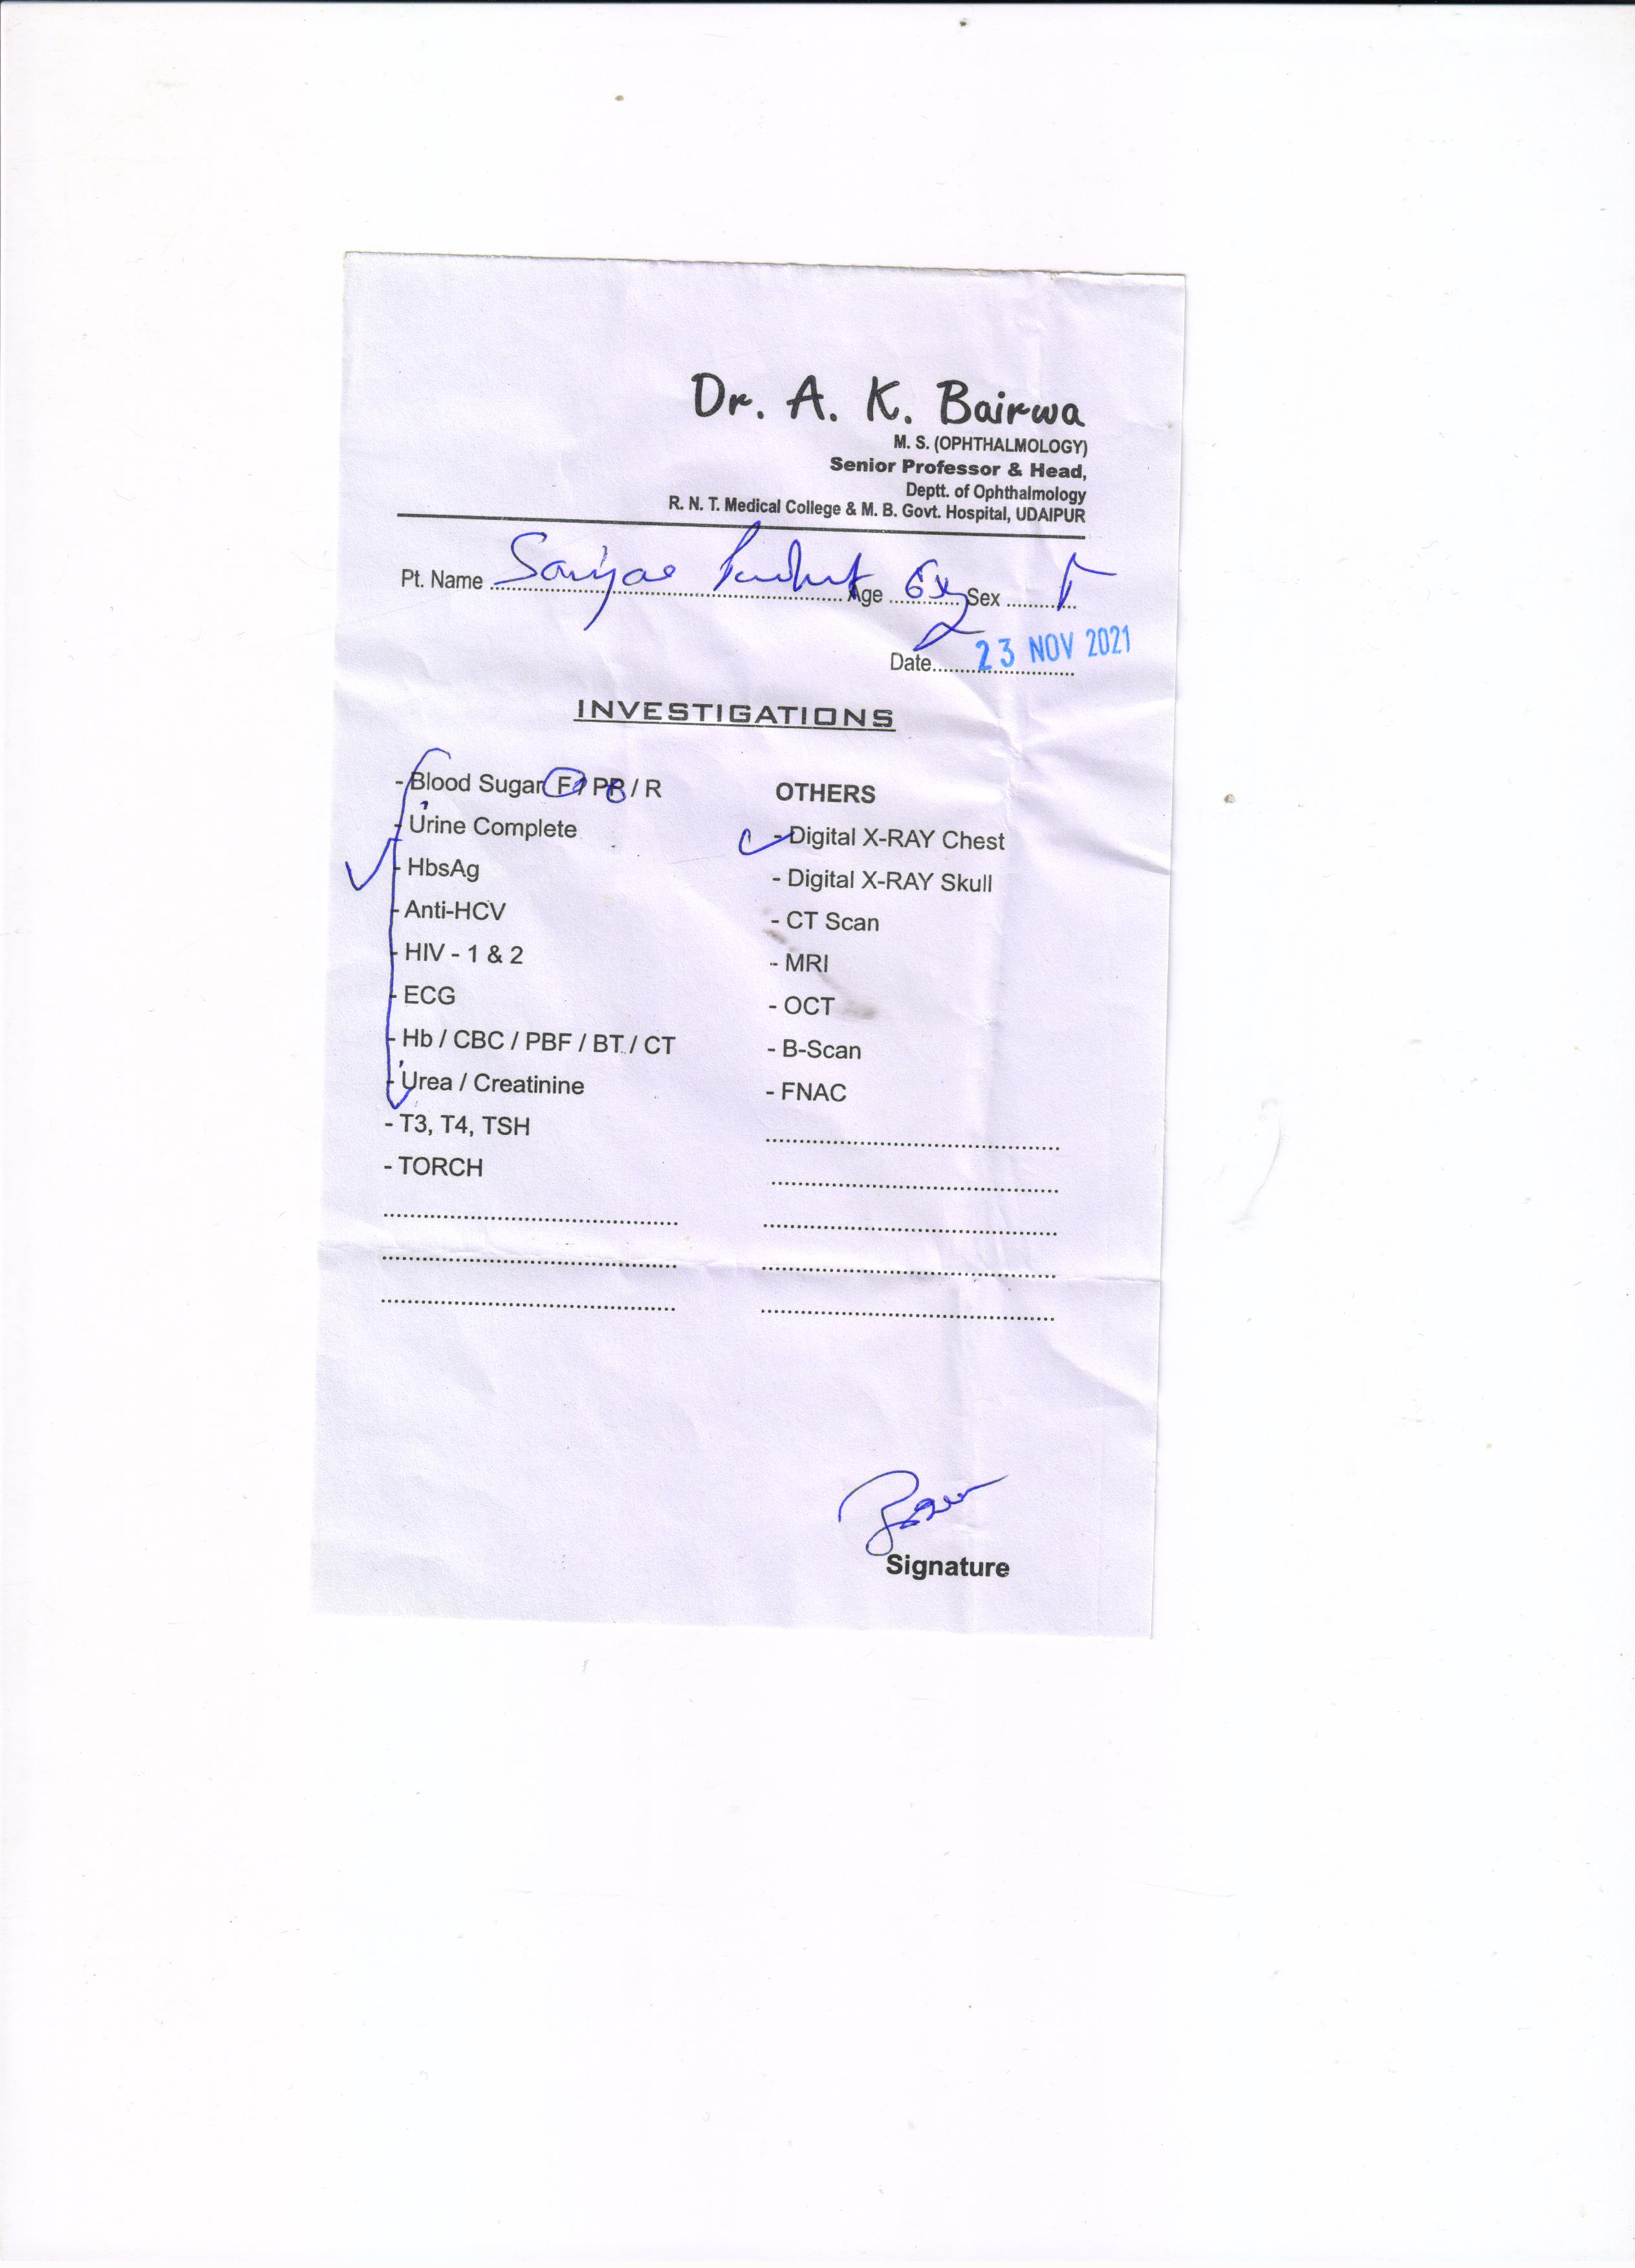 Dr. A. K. Bairwa
M. S. (OPHTHALMOLOGY)
Senior Professor & Head,
Deptt. of Ophthalmology
R. N. T. Medical College & M. B. Govt. Hospital, UDAIPUR
Pt. Name Age Sex F
Date 23 NOV 2021
INVESTIGATIONS
- Blood Sugar F / PP / R
- Urine Complete
- HbsAg
- Anti-HCV
- HIV - 1 & 2
- ECG
- Hb / CBC / PBF / BT / CT
- Urea / Creatinine
- T3, T4, TSH
- TORCH
OTHERS
- Digital X-RAY Chest
- Digital X-RAY Skull
- CT Scan
- MRI
- OCT
- B-Scan
- FNAC
Signature